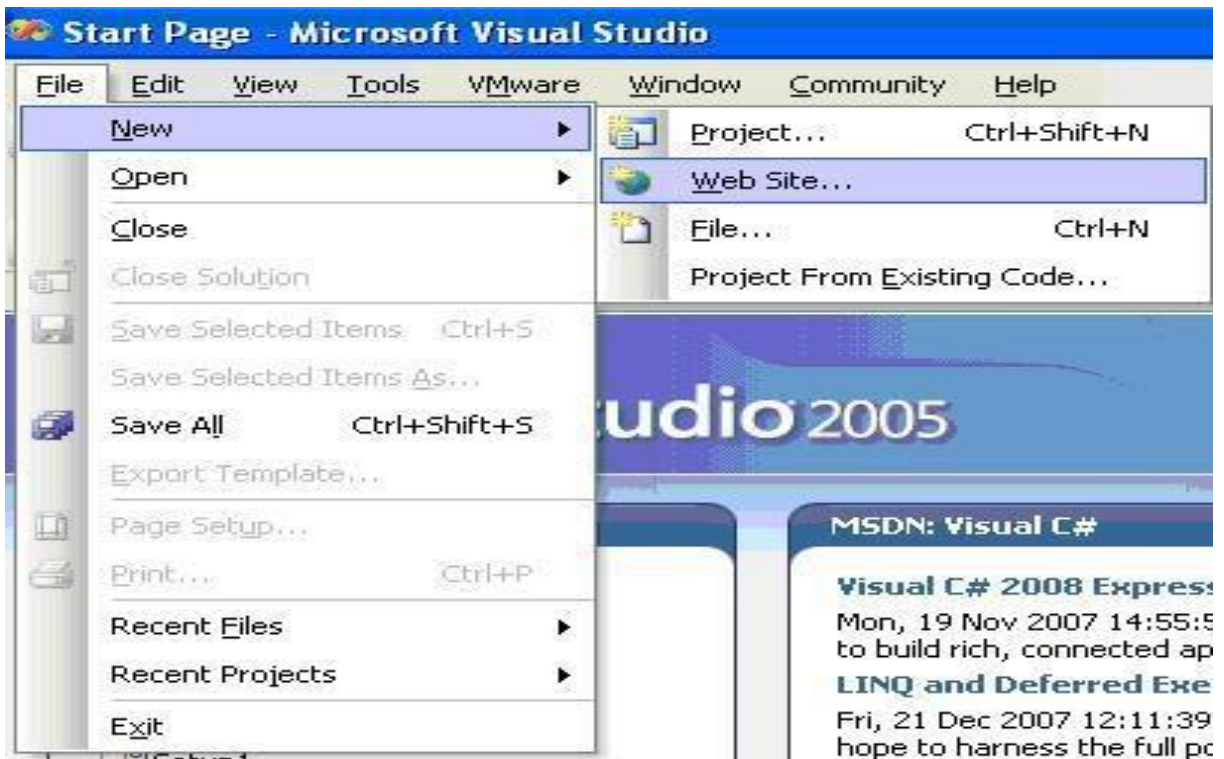 Start Page - Microsoft Visual Studio
File Edit View Tools VMware Window Community Help
New
Project... Ctrl+Shift+N
Web Site...
File... Ctrl+N
Project From Existing Code...
Open
Close
Close Solution
Save Selected Items Ctrl+S
Save Selected Items As...
Save All Ctrl+Shift+S
Export Template...
Page Setup...
Print... Ctrl+P
Recent Files
Recent Projects
Exit
udio 2005
MSDN: Visual C#
Visual C# 2008 Express
Mon, 19 Nov 2007 14:55:5
to build rich, connected ap
LINQ and Deferred Exe
Fri, 21 Dec 2007 12:11:39
hope to harness the full po